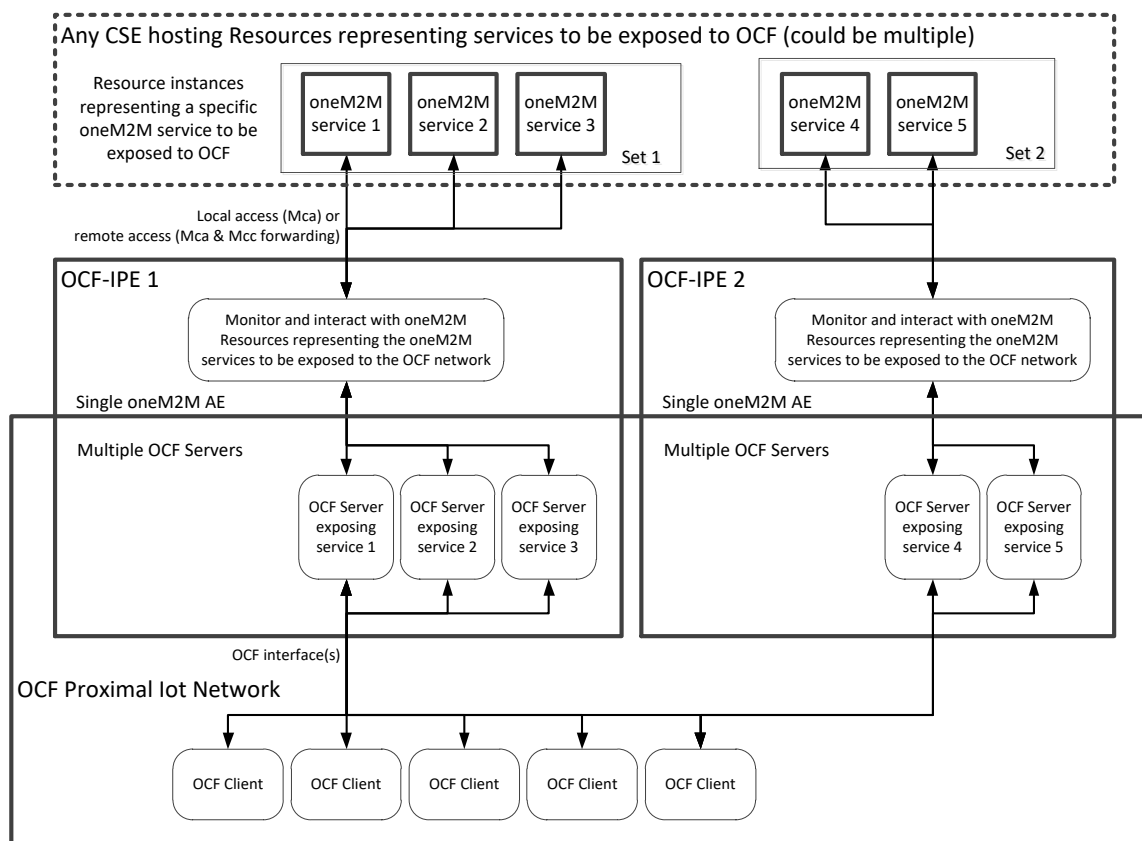 Any CSE hosting Resources representing services to be exposed to OCF (could be multiple)
Resource instances
representing a specific
oneM2M service to be
exposed to OCF
oneM2M
service 1
oneM2M
service 2
oneM2M
service 3
Set 1
oneM2M
service 4
oneM2M
service 5
Set 2
Local access (Mca) or
remote access (Mca & Mcc forwarding)
OCF-IPE 1
Monitor and interact with oneM2M
Resources representing the oneM2M
services to be exposed to the OCF network
Single oneM2M AE
Multiple OCF Servers
OCF Server
exposing
service 1
OCF Server
exposing
service 2
OCF Server
exposing
service 3
OCF-IPE 2
Monitor and interact with oneM2M
Resources representing the oneM2M
services to be exposed to the OCF network
Single oneM2M AE
Multiple OCF Servers
OCF Server
exposing
service 4
OCF Server
exposing
service 5
OCF interface(s)
OCF Proximal Iot Network
OCF Client
OCF Client
OCF Client
OCF Client
OCF Client